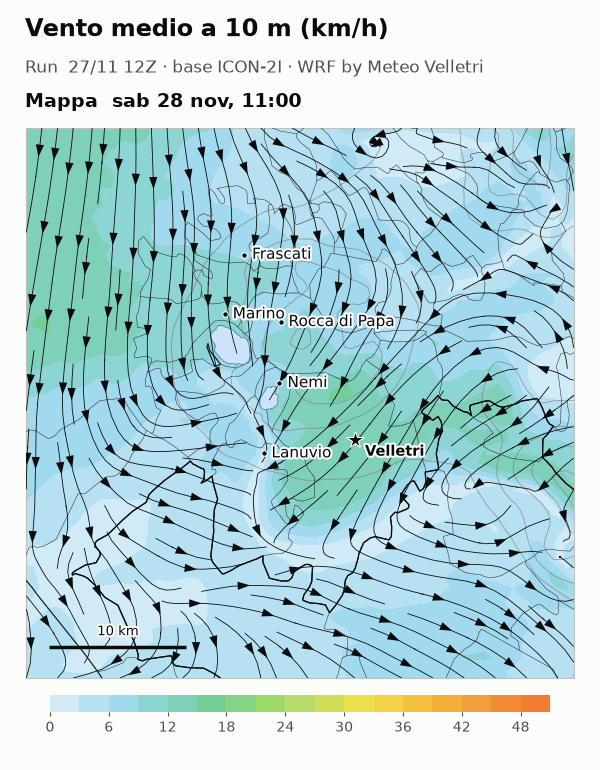 Vento medio a 10 m (km/h)
Run  27/11 12Z · base ICON-2I · WRF by Meteo Velletri
Mappa  sab 28 nov, 11:00
Frascati
Marino
Rocca di Papa
Nemi
Velletri
Lanuvio
10 km
0 6 12 18 24 30 36 42 48